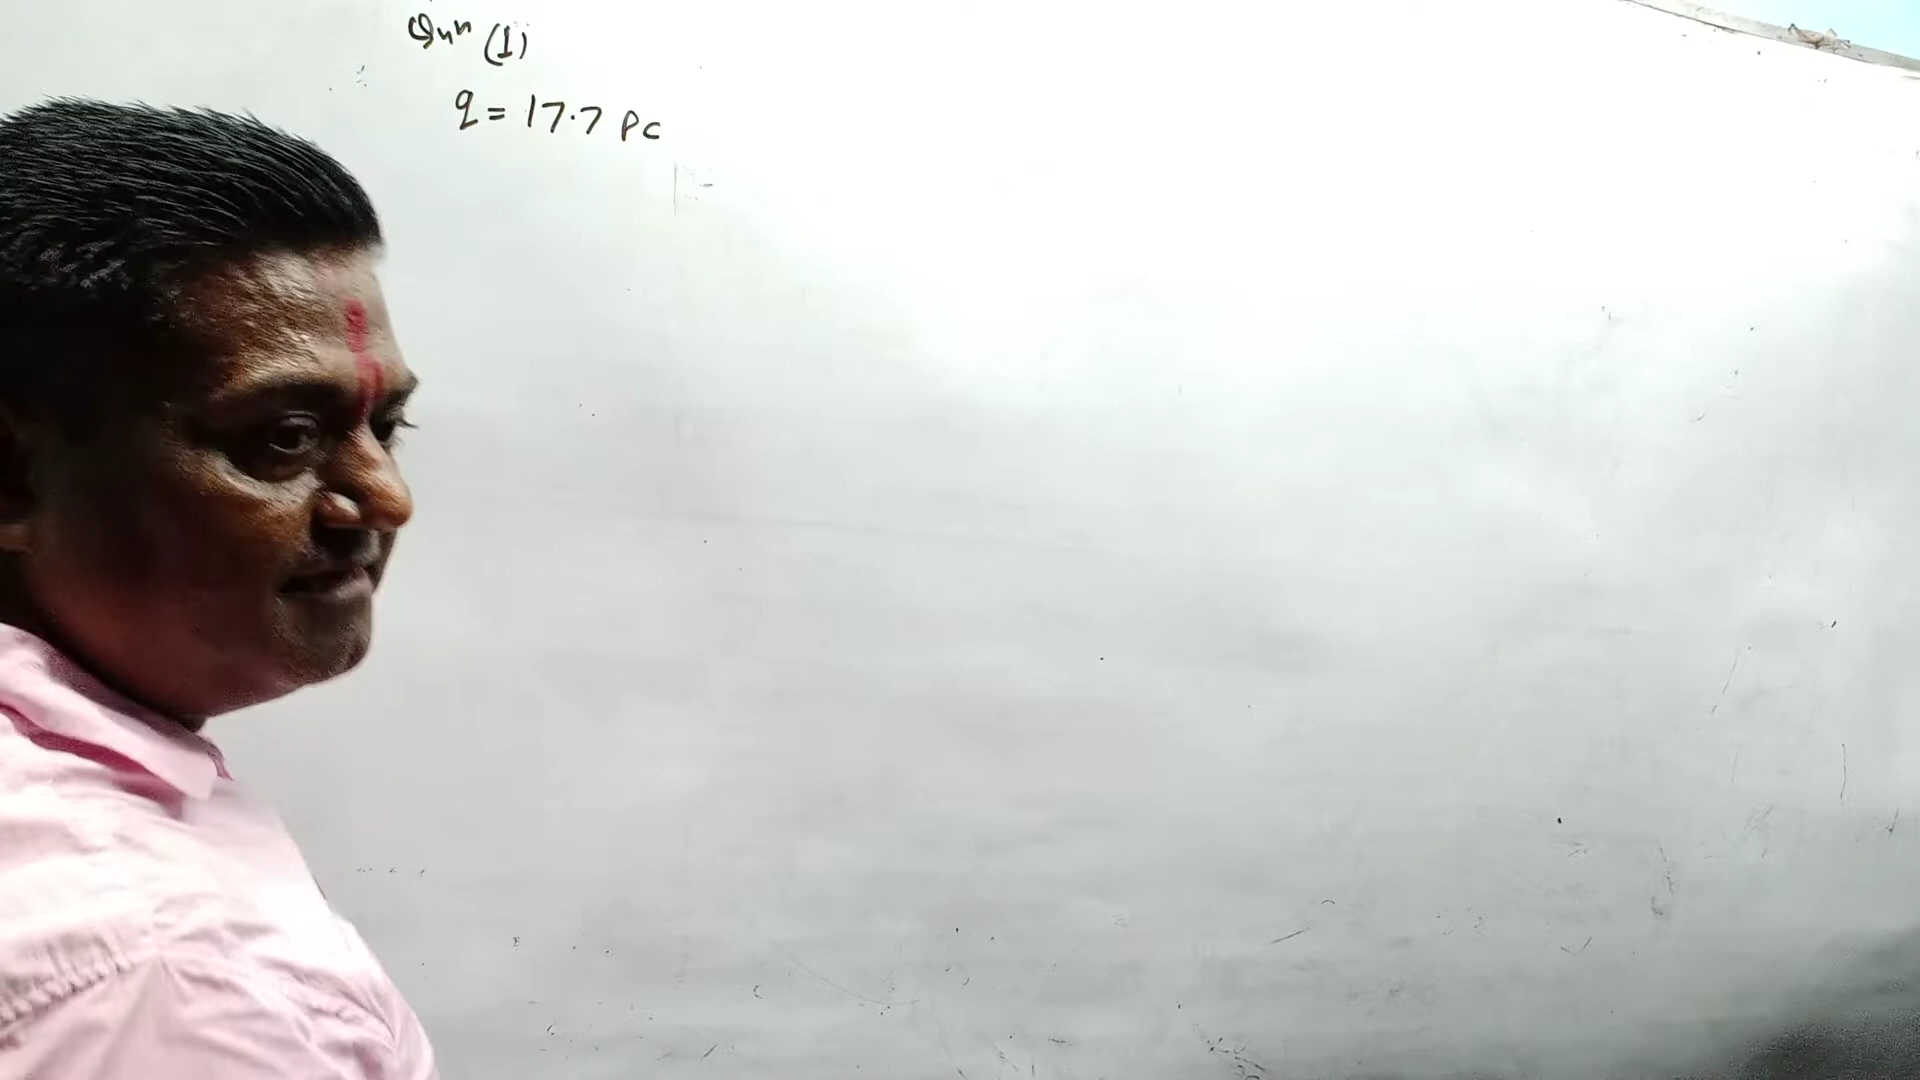 Qun (1)
q = 17.7 pc